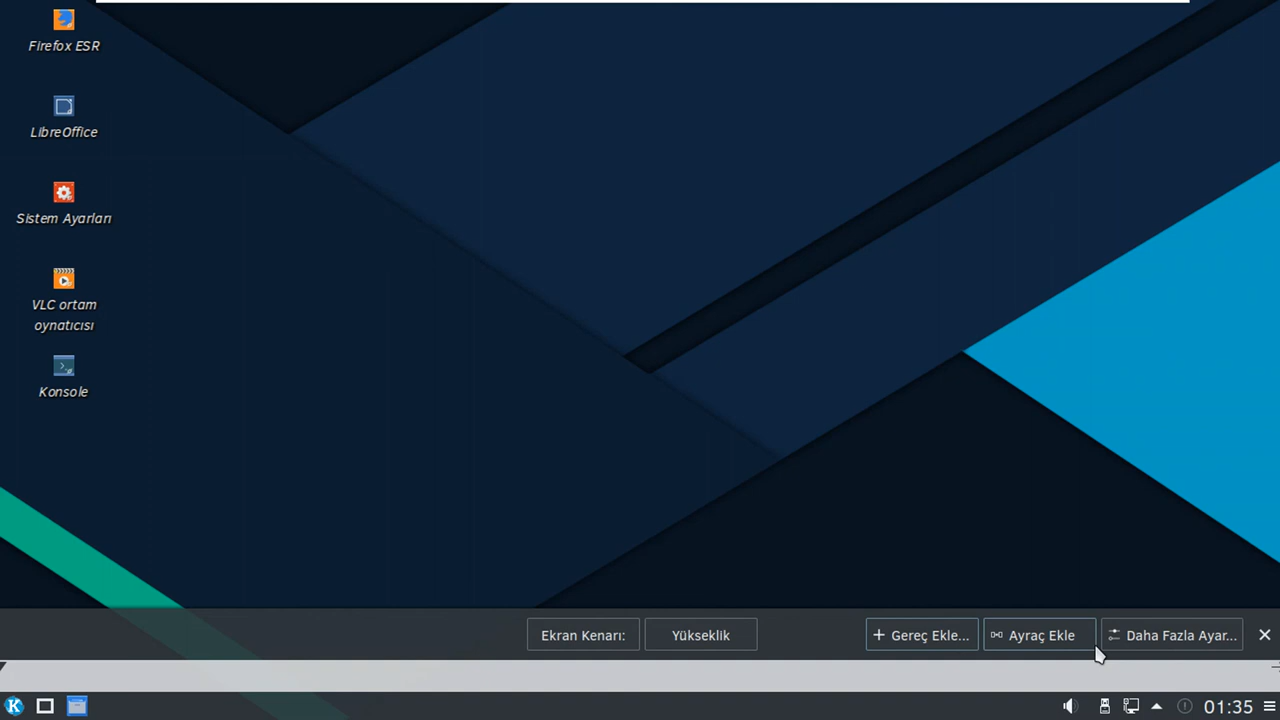 Firefox ESR
LibreOffice
Sistem Ayarları
VLC ortam
oynatıcısı
Konsole
Ekran Kenarı:
Yükseklik
Gereç Ekle...
Ayraç Ekle
Daha Fazla Ayar...
01:35